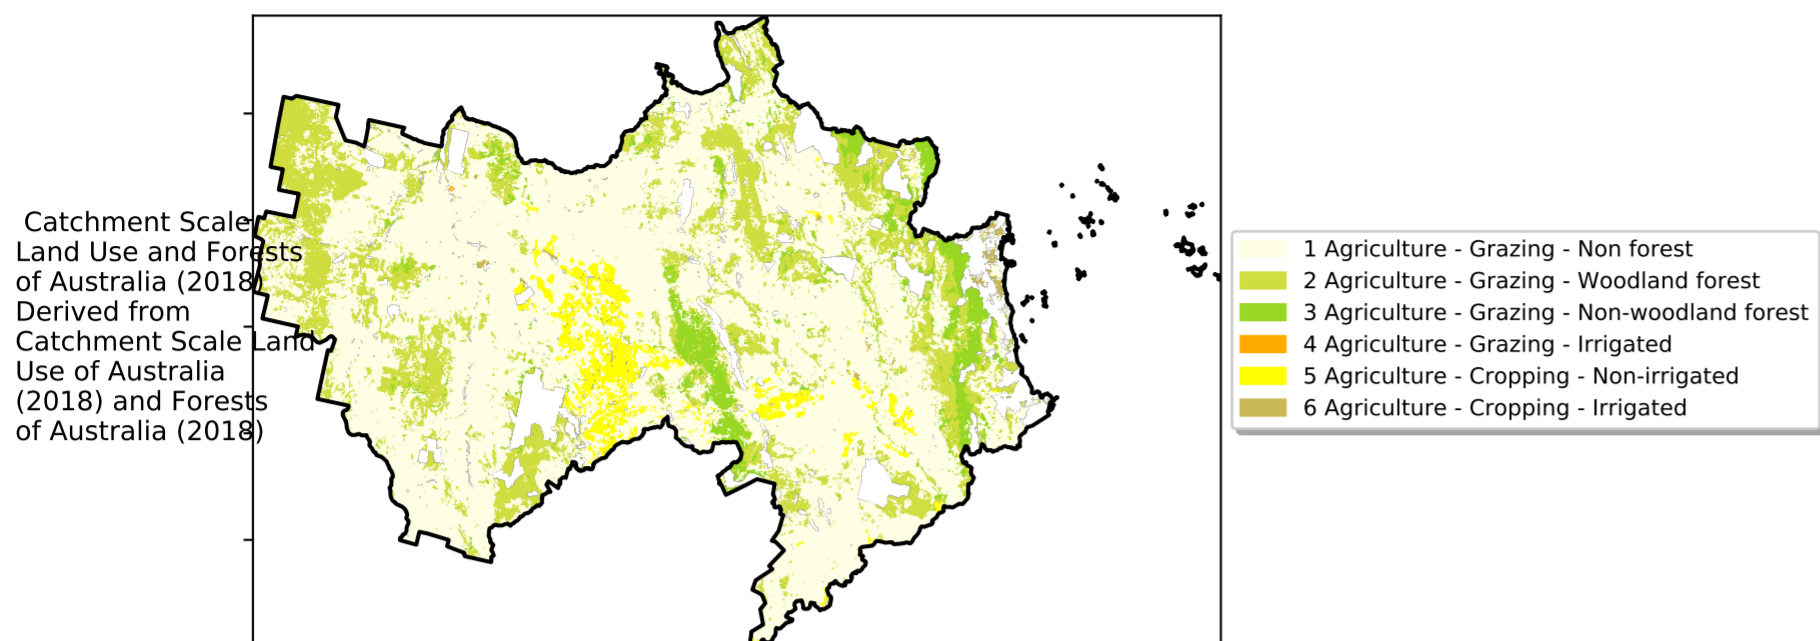 Catchment Scale
Land Use and Forests
of Australia (2018)
Derived from
Catchment Scale Land
Use of Australia
(2018) and Forests
of Australia (2018)
1 Agriculture - Grazing - Non forest
2 Agriculture - Grazing - Woodland forest
3 Agriculture - Grazing - Non-woodland forest
4 Agriculture - Grazing - Irrigated
5 Agriculture - Cropping - Non-irrigated
6 Agriculture - Cropping - Irrigated